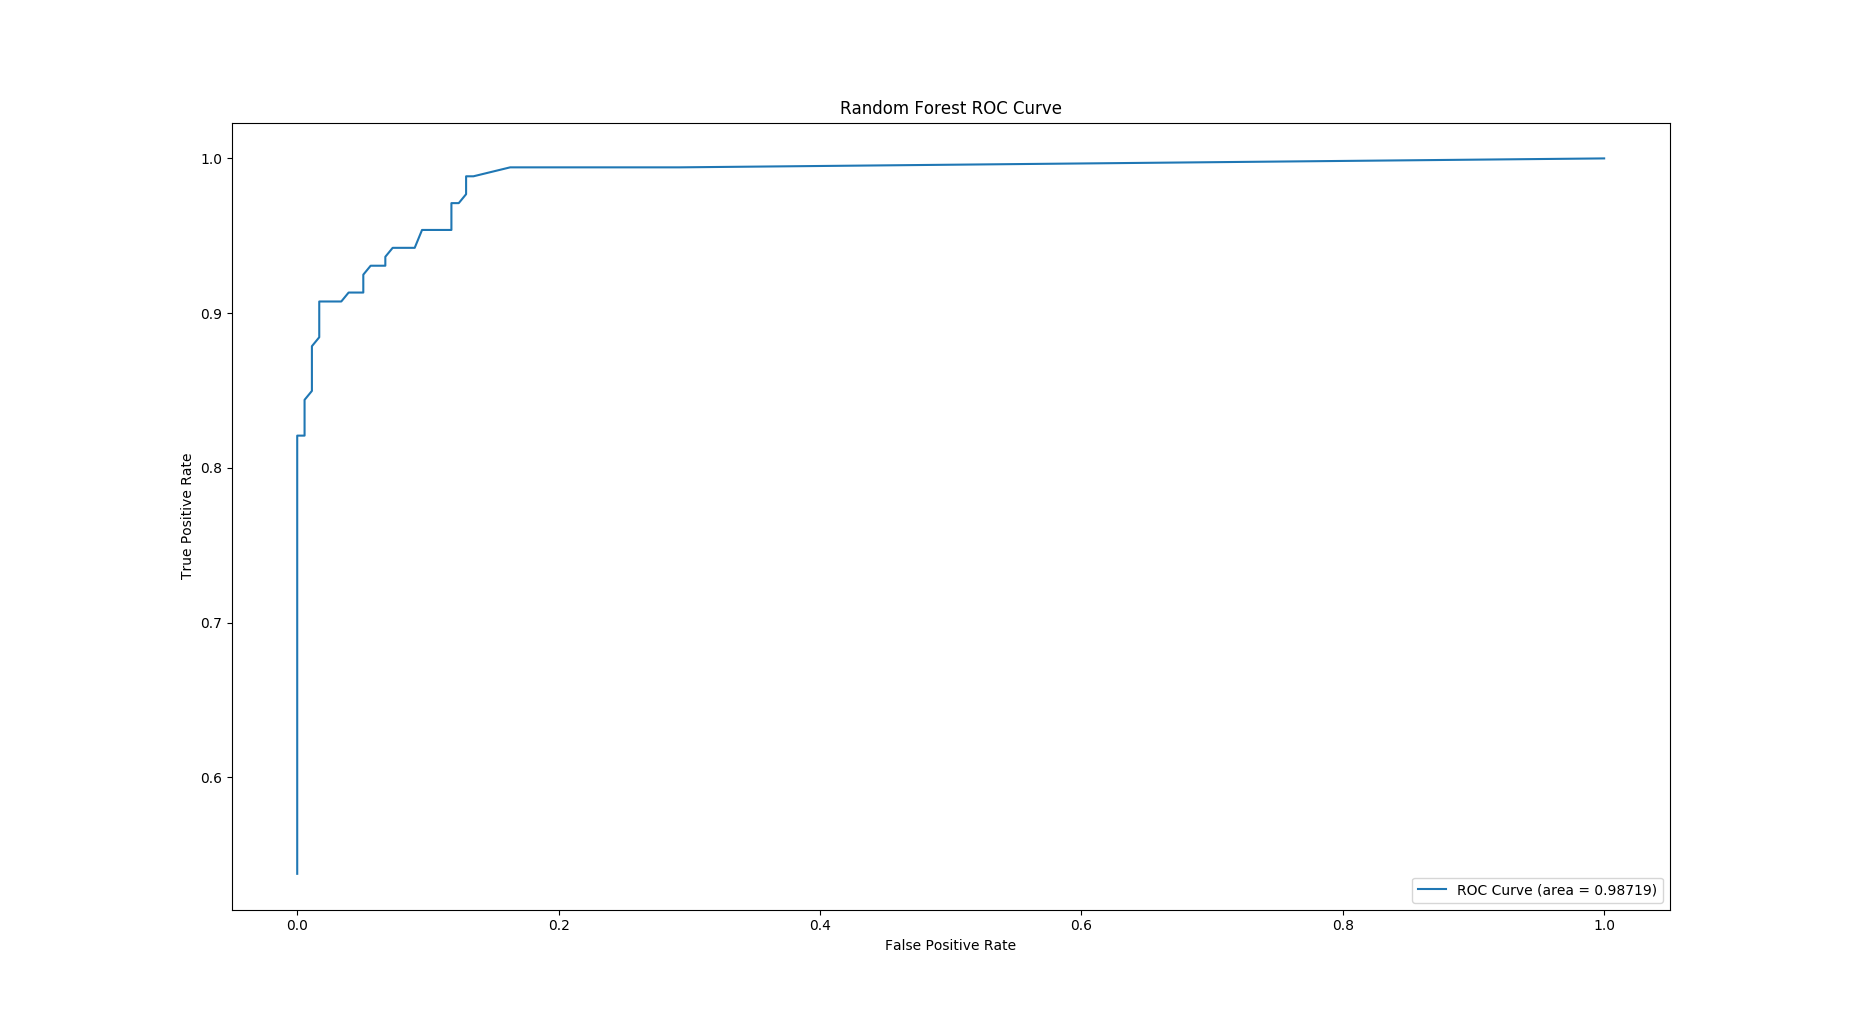 Random Forest ROC Curve
1.0
0.9
0.8
0.7
0.6
True Positive Rate
ROC Curve (area = 0.98719)
0.0 0.2 0.4 0.6 0.8 1.0
False Positive Rate